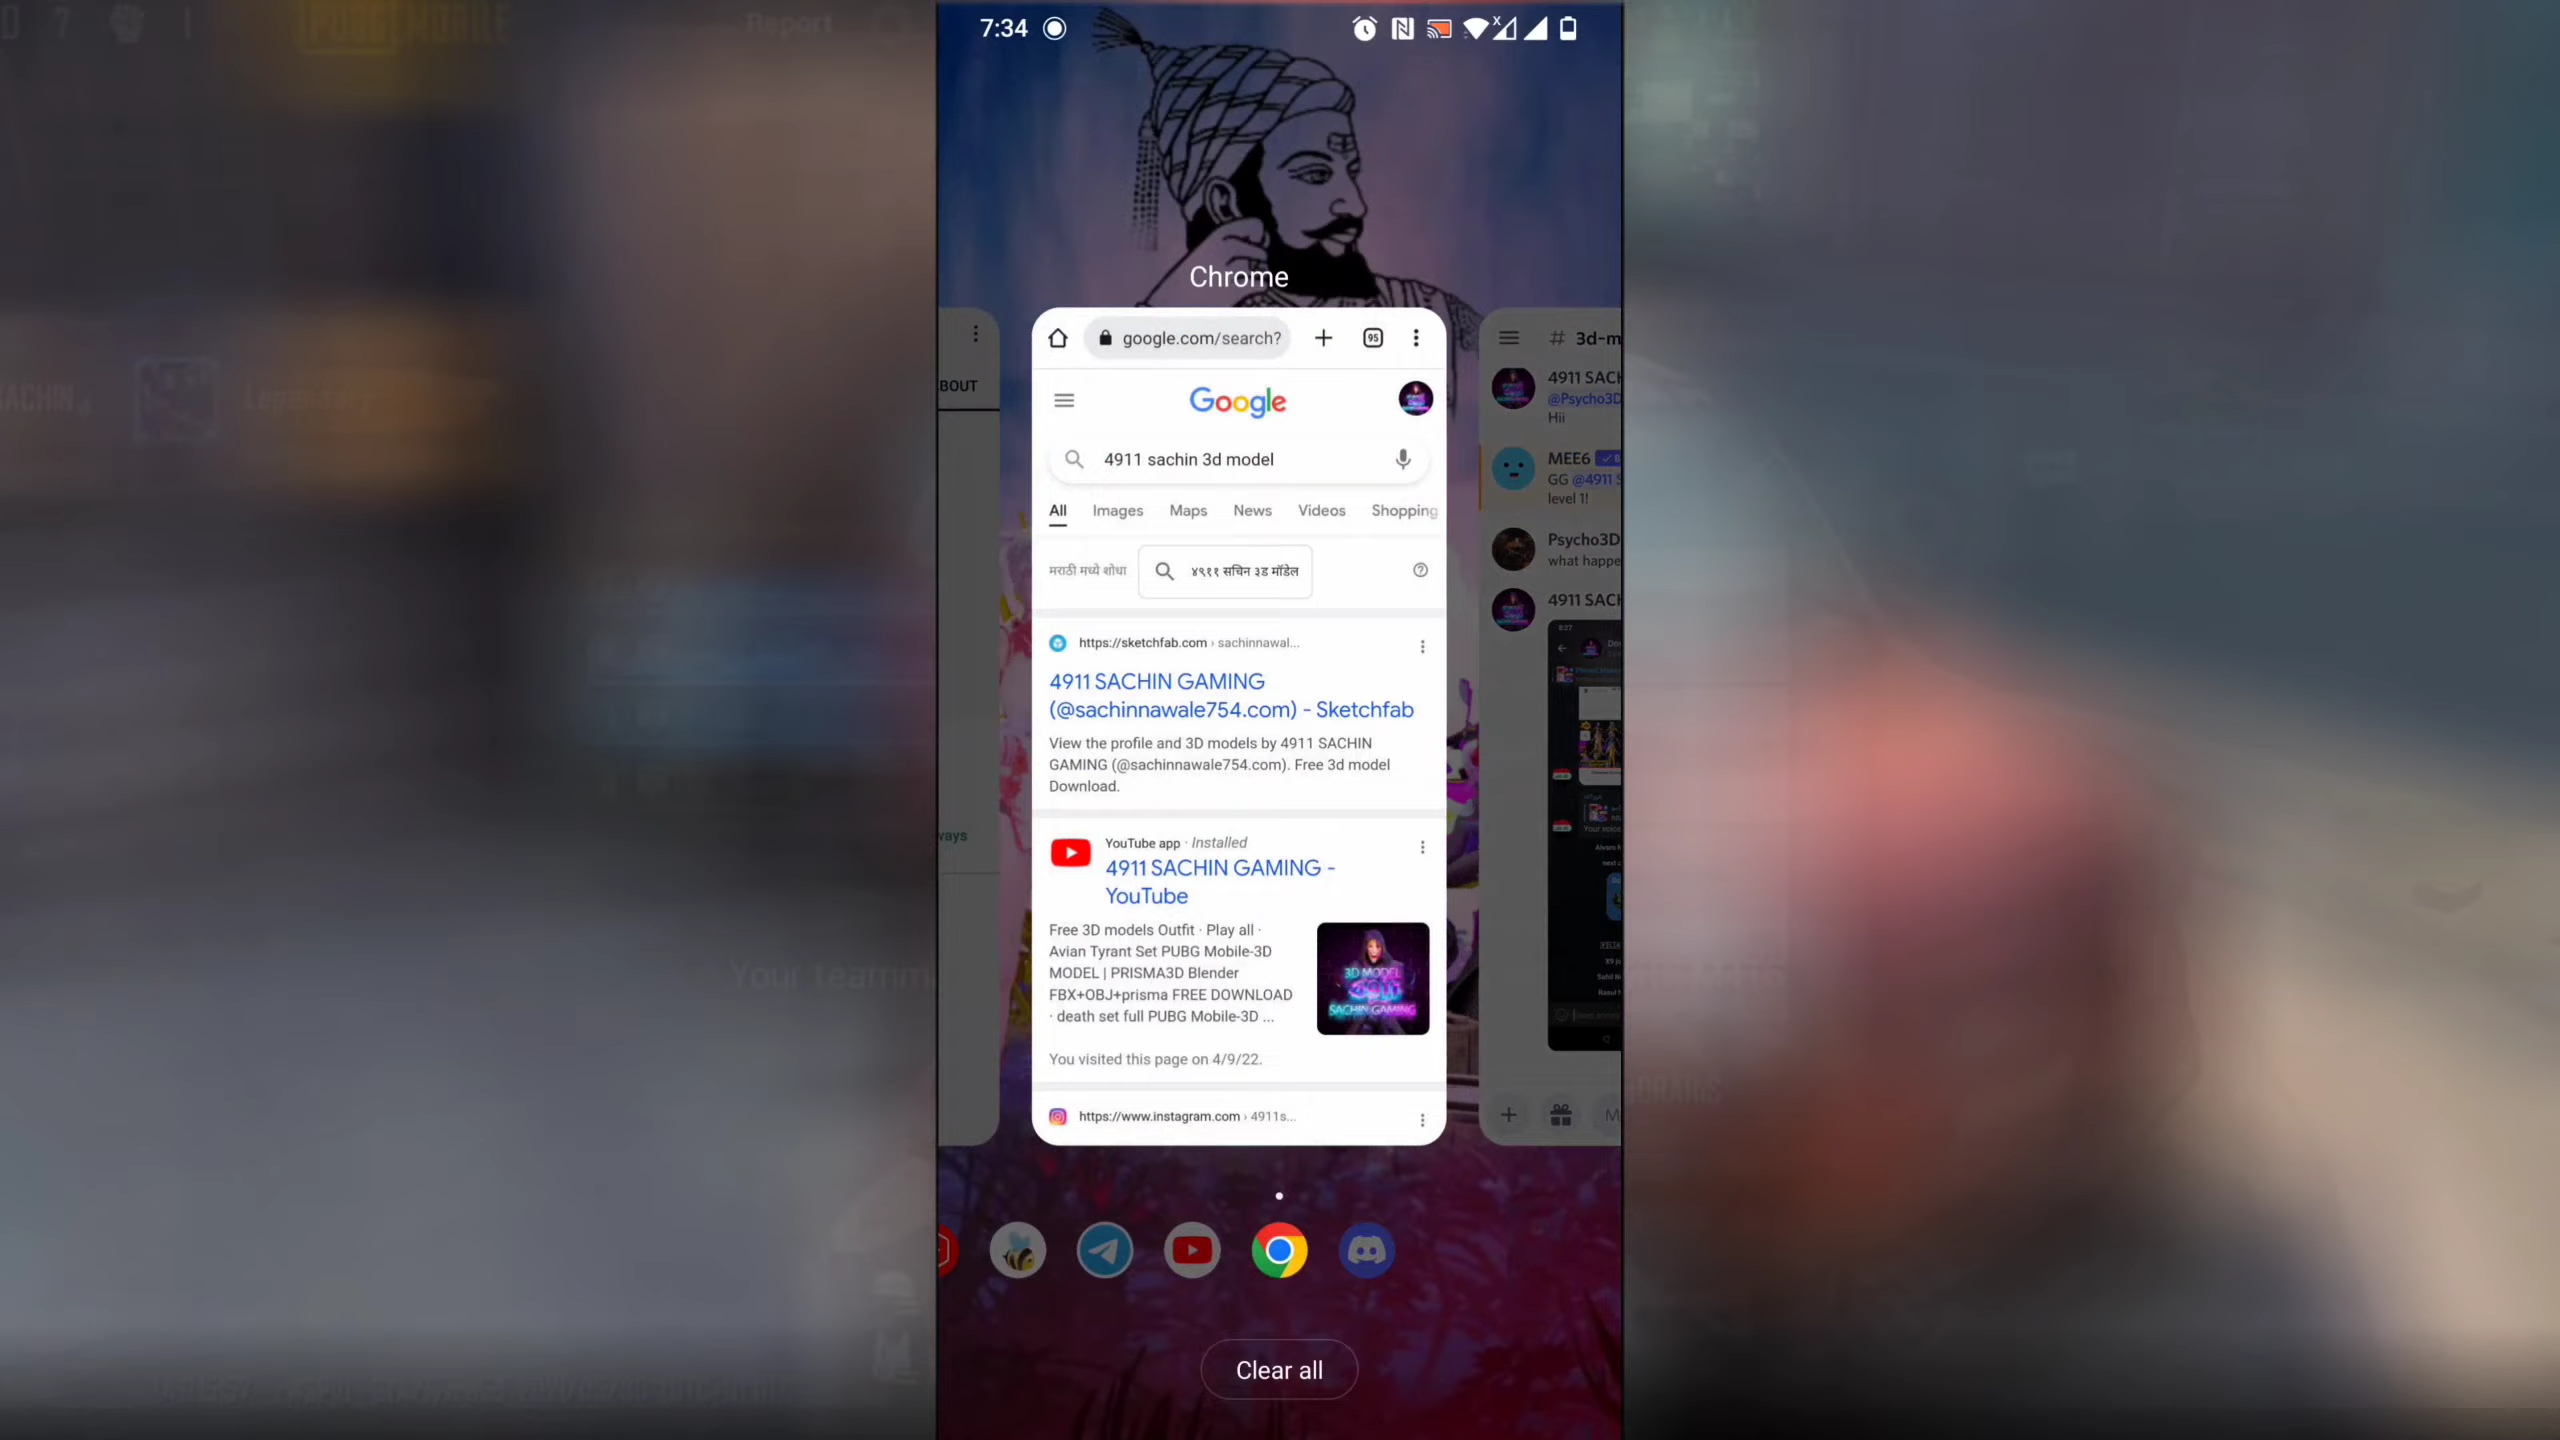 7:34
Report
Chrome
BOUT
google.com/search?
95
Google
4911 sachin 3d model
All Images Maps News Videos Shopping
मराठी मध्ये शोधा
४९११ सचिन ३ड मॉडेल
https://sketchfab.com › sachinnawal...
4911 SACHIN GAMING
(@sachinnawale754.com) - Sketchfab
View the profile and 3D models by 4911 SACHIN
GAMING (@sachinnawale754.com). Free 3d model
Download.
YouTube app · Installed
4911 SACHIN GAMING -
YouTube
Free 3D models Outfit · Play all ·
Avian Tyrant Set PUBG Mobile-3D
MODEL | PRISMA3D Blender
FBX+OBJ+prisma FREE DOWNLOAD
· death set full PUBG Mobile-3D ...
3D MODEL
4911
SACHIN GAMING
You visited this page on 4/9/22.
https://www.instagram.com › 4911s...
# 3d-m
4911 SACH
@Psycho3D
Hii
MEE6
GG @4911 S
level 1!
Psycho3D
what happe
4911 SACH
8:27
ways
Clear all